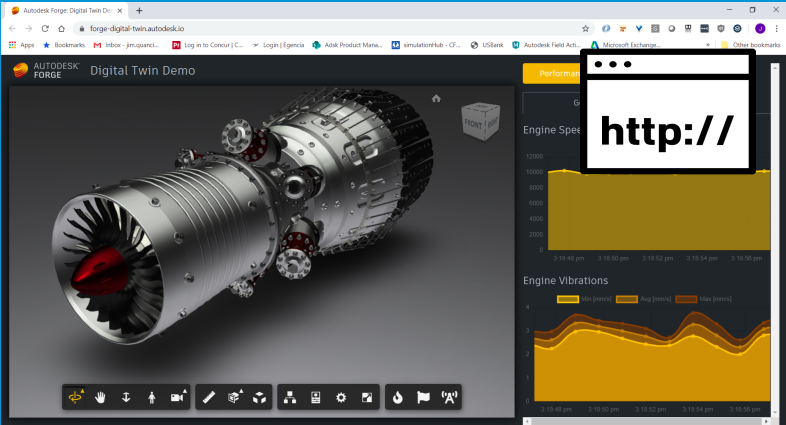 Autodesk Forge: Digital Twin De
forge-digital-twin.autodesk.io
Apps
Bookmarks
Inbox - jim.quanci...
Log in to Concur | C...
Login | Egencia
Adsk Product Mana...
simulationHub - CF...
USBank
Autodesk Field Acti...
Microsoft Exchange...
»
Other bookmarks
AUTODESK
FORGE
Digital Twin Demo
FRONT
Performan
G
http://
Engine Spee
12000
10000
8000
6000
4000
2000
0
3:18:48 pm 3:18:50 pm 3:18:52 pm 3:18:54 pm 3:18:56 pm
Engine Vibrations
Min [mm/s] Avg [mm/s] Max [mm/s]
4
3
2
1
0
3:18:48 pm 3:18:50 pm 3:18:52 pm 3:18:54 pm 3:18:56 pm